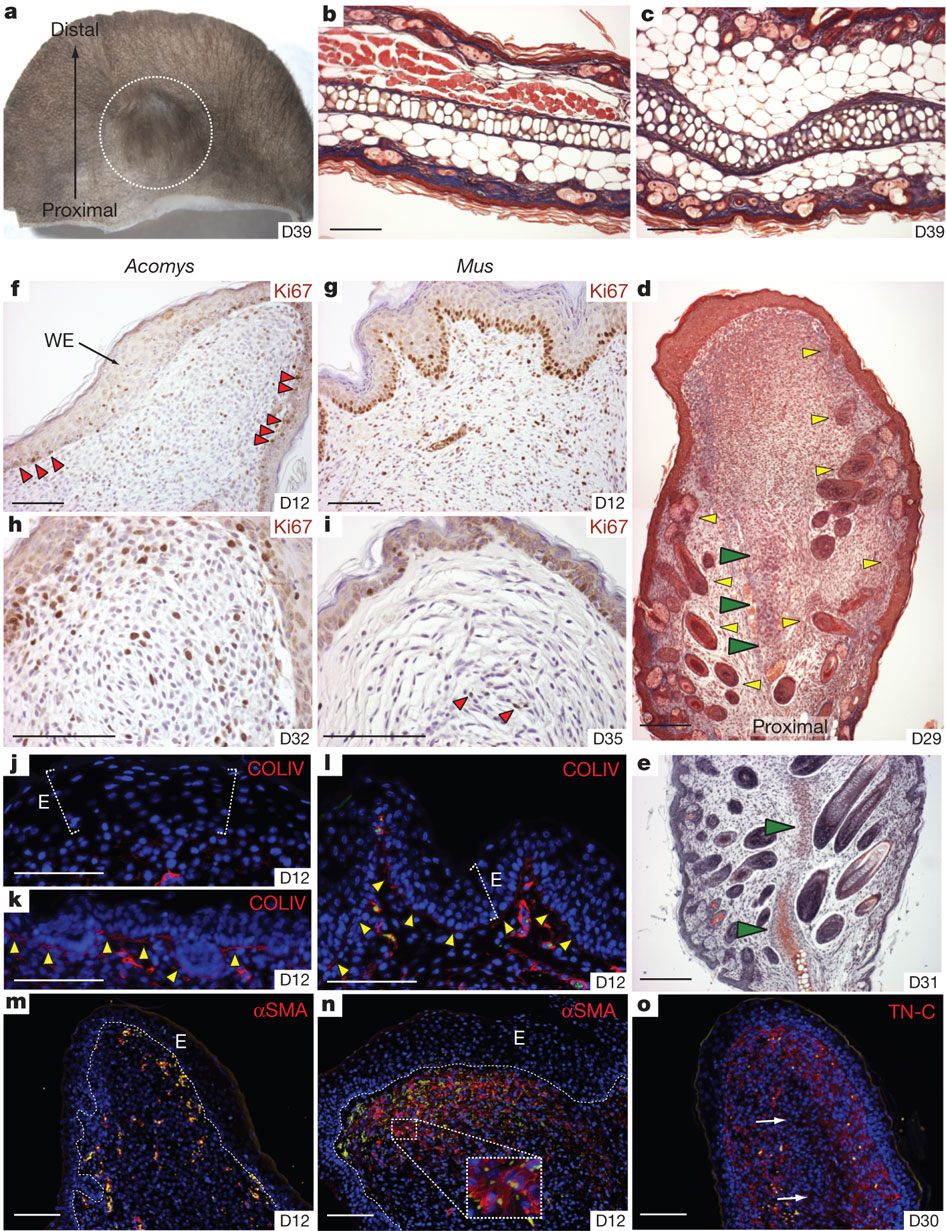 a
Distal
Proximal
D39
b
c
D39
Acomys
Mus
f
Ki67
WE
D12
g
Ki67
D12
d
Proximal
D29
h
Ki67
D32
i
Ki67
D35
j
COLIV
E
D12
l
COLIV
E
D12
k
COLIV
D12
e
D31
m
αSMA
E
D12
n
αSMA
E
D12
o
TN-C
D30